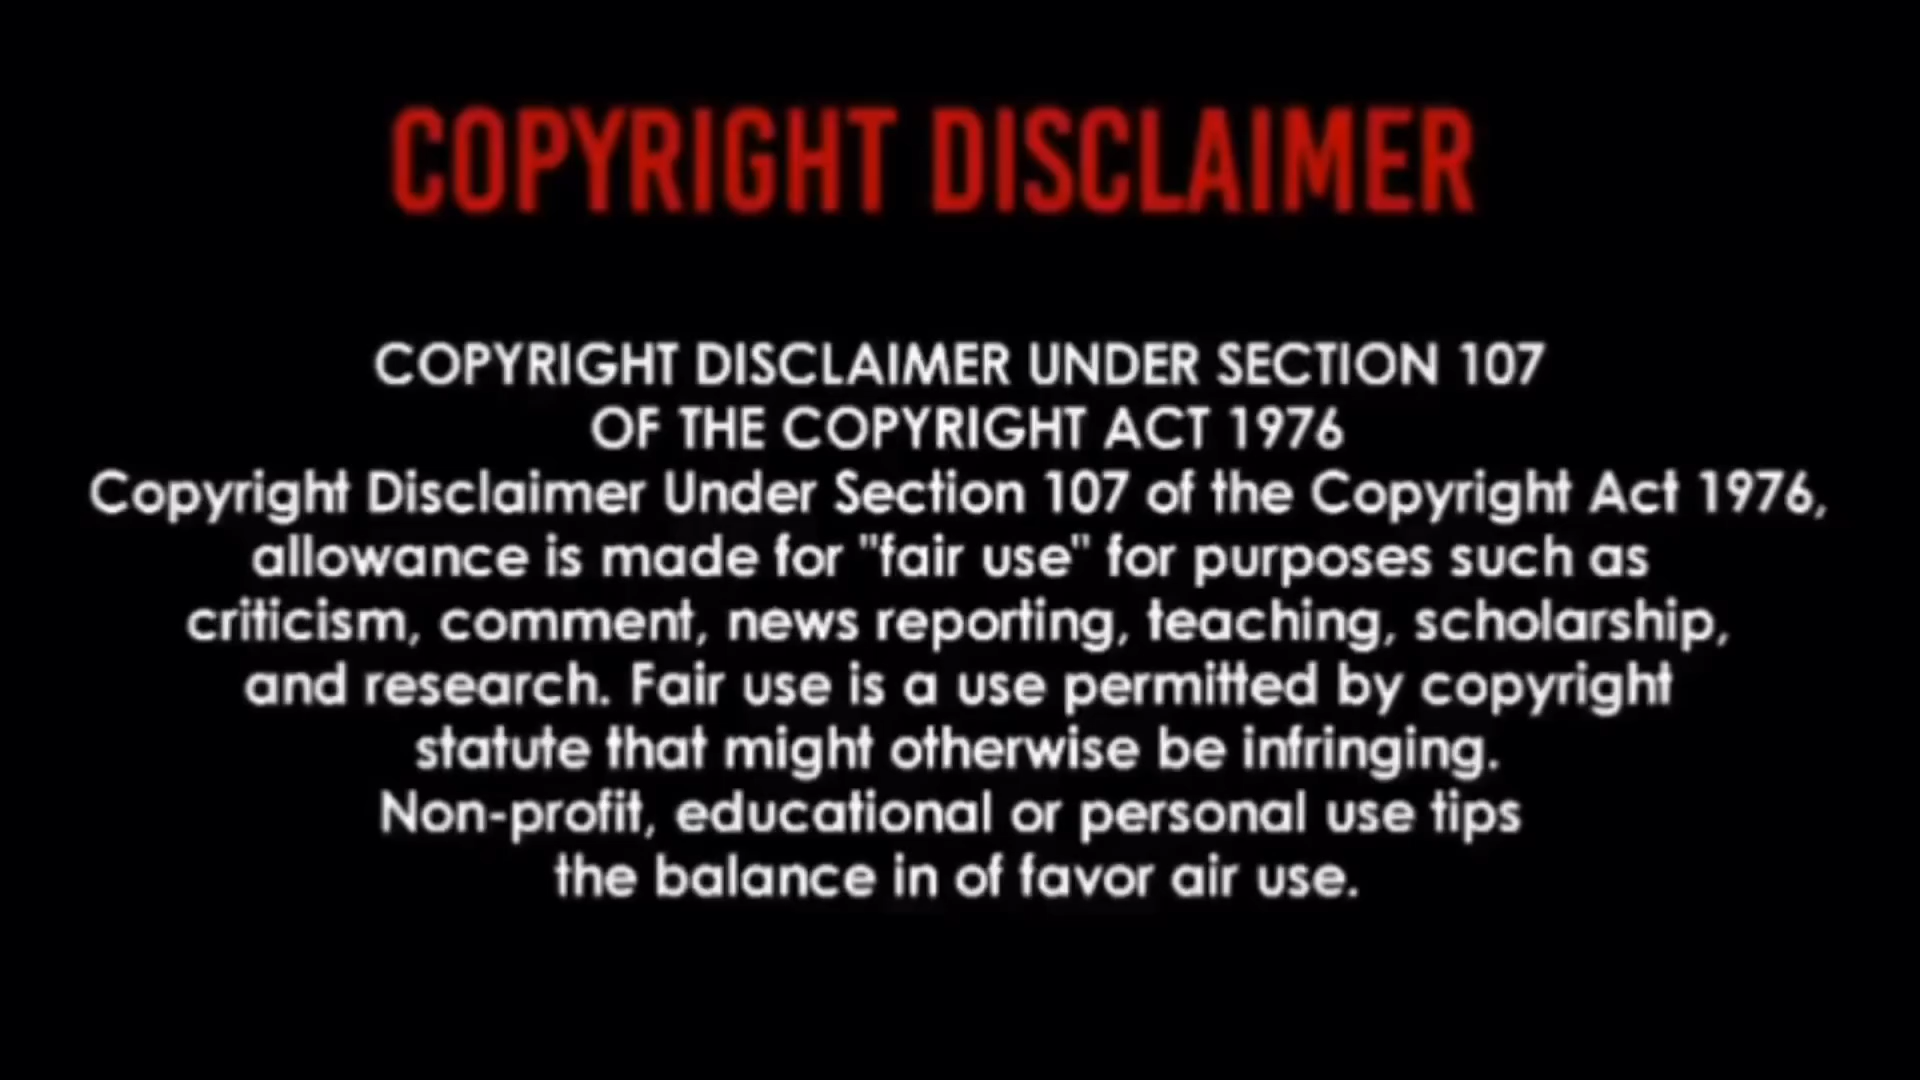 COPYRIGHT DISCLAIMER
COPYRIGHT DISCLAIMER UNDER SECTION 107
OF THE COPYRIGHT ACT 1976
Copyright Disclaimer Under Section 107 of the Copyright Act 1976,
allowance is made for "fair use" for purposes such as
criticism, comment, news reporting, teaching, scholarship,
and research. Fair use is a use permitted by copyright
statute that might otherwise be infringing.
Non-profit, educational or personal use tips
the balance in of favor air use.